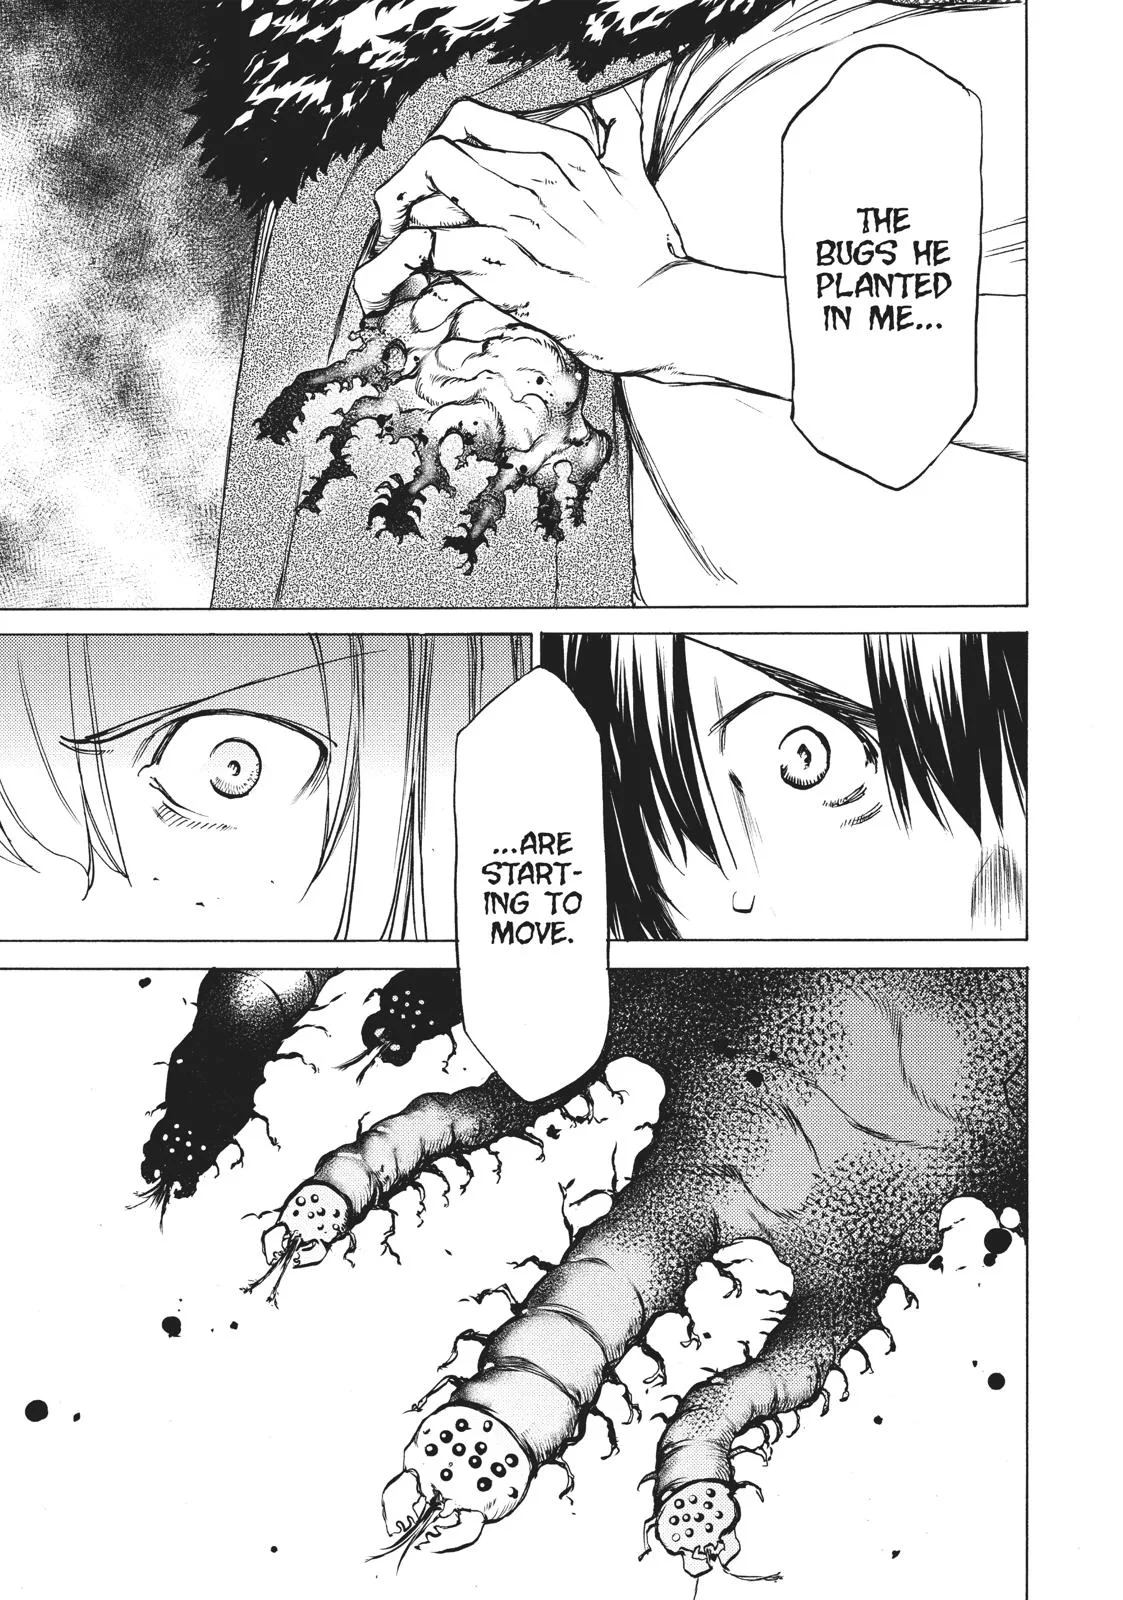 THE
BUGS HE
PLANTED
IN ME...
...ARE
START-
ING TO
MOVE.